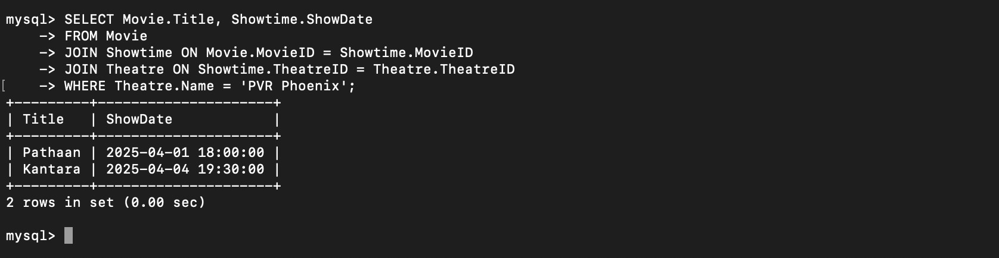 mysql> SELECT Movie.Title, Showtime.ShowDate
    -> FROM Movie
    -> JOIN Showtime ON Movie.MovieID = Showtime.MovieID
    -> JOIN Theatre ON Showtime.TheatreID = Theatre.TheatreID
[    -> WHERE Theatre.Name = 'PVR Phoenix';
+---------+---------------------+
| Title   | ShowDate            |
+---------+---------------------+
| Pathaan | 2025-04-01 18:00:00 |
| Kantara | 2025-04-04 19:30:00 |
+---------+---------------------+
2 rows in set (0.00 sec)
mysql>